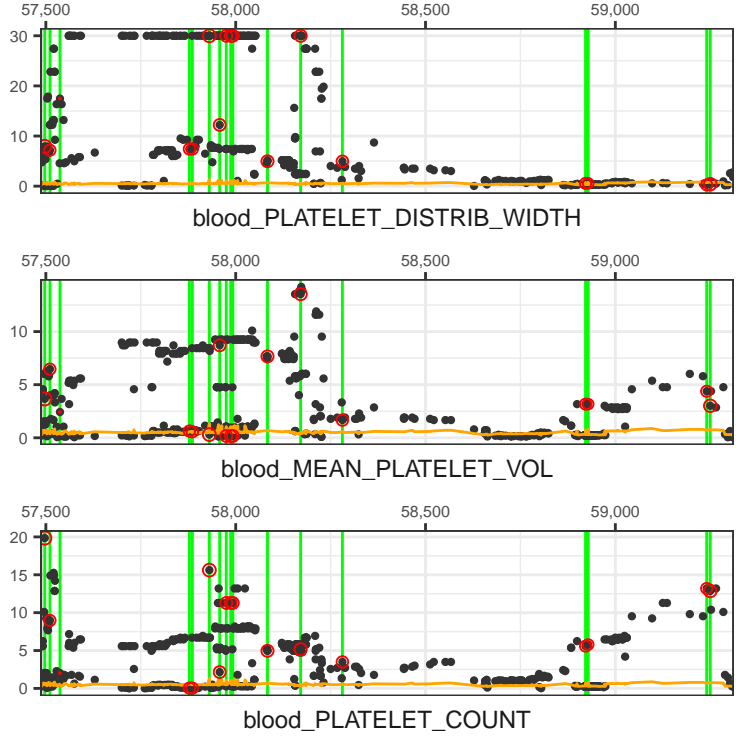 57,500 58,000 58,500 59,000
30
20
10
0
blood_PLATELET_DISTRIB_WIDTH
57,500 58,000 58,500 59,000
10
5
0
blood_MEAN_PLATELET_VOL
57,500 58,000 58,500 59,000
20
15
10
5
0
blood_PLATELET_COUNT